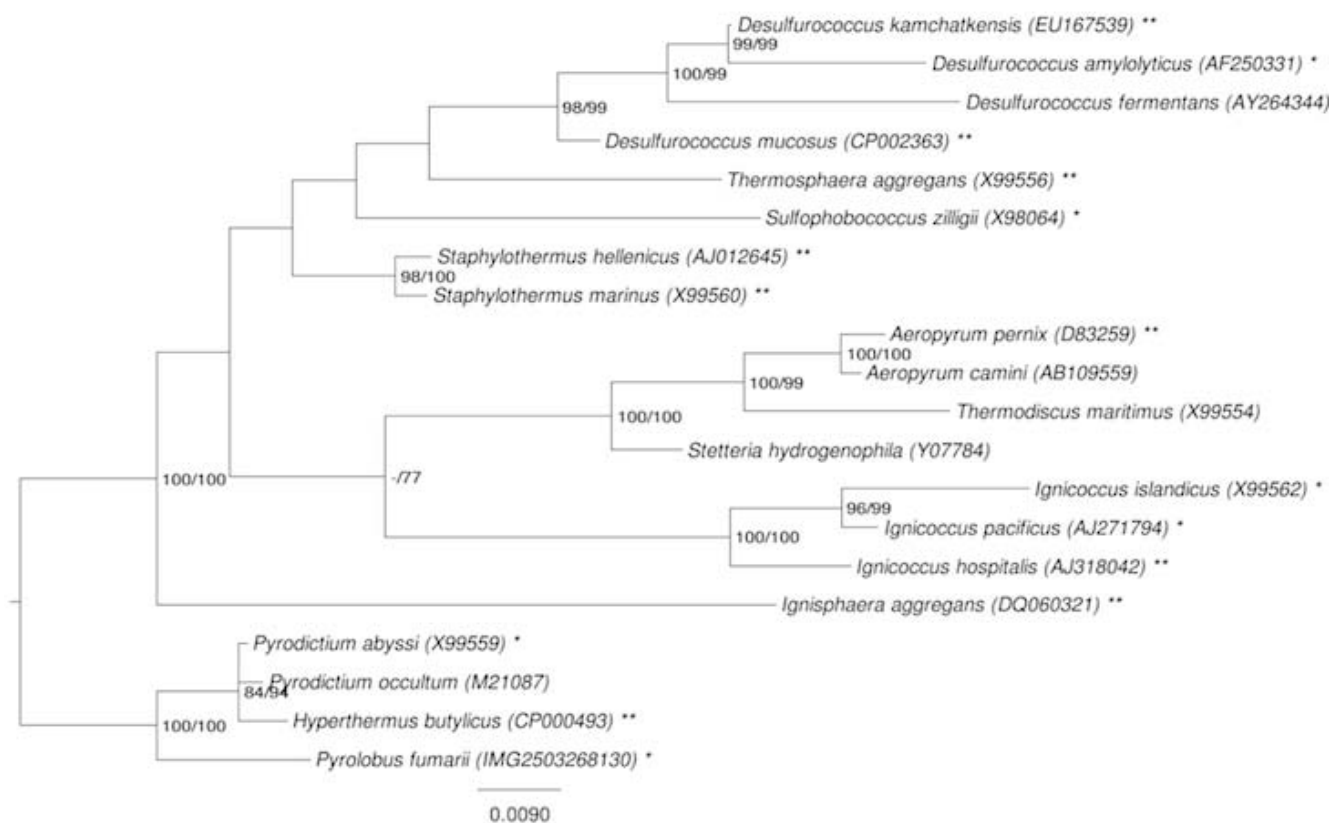 Desulfurococcus kamchatkensis (EU167539) **
99/99
Desulfurococcus amylolyticus (AF250331) *
100/99
Desulfurococcus fermentans (AY264344)
98/99
Desulfurococcus mucosus (CP002363) **
Thermosphaera aggregans (X99556) **
Sulfophobococcus zilligii (X98064) *
Staphylothermus hellenicus (AJ012645) **
98/100
Staphylothermus marinus (X99560) **
Aeropyrum pernix (D83259) **
100/100
Aeropyrum camini (AB109559)
100/99
Thermodiscus maritimus (X99554)
100/100
Stetteria hydrogenophila (Y07784)
100/100
-/77
Ignicoccus islandicus (X99562) *
96/99
Ignicoccus pacificus (AJ271794) *
100/100
Ignicoccus hospitalis (AJ318042) **
Ignisphaera aggregans (DQ060321) **
Pyrodictium abyssi (X99559) *
Pyrodictium occultum (M21087)
84/94
Hyperthermus butylicus (CP000493) **
100/100
Pyrolobus fumarii (IMG2503268130) *
0.0090